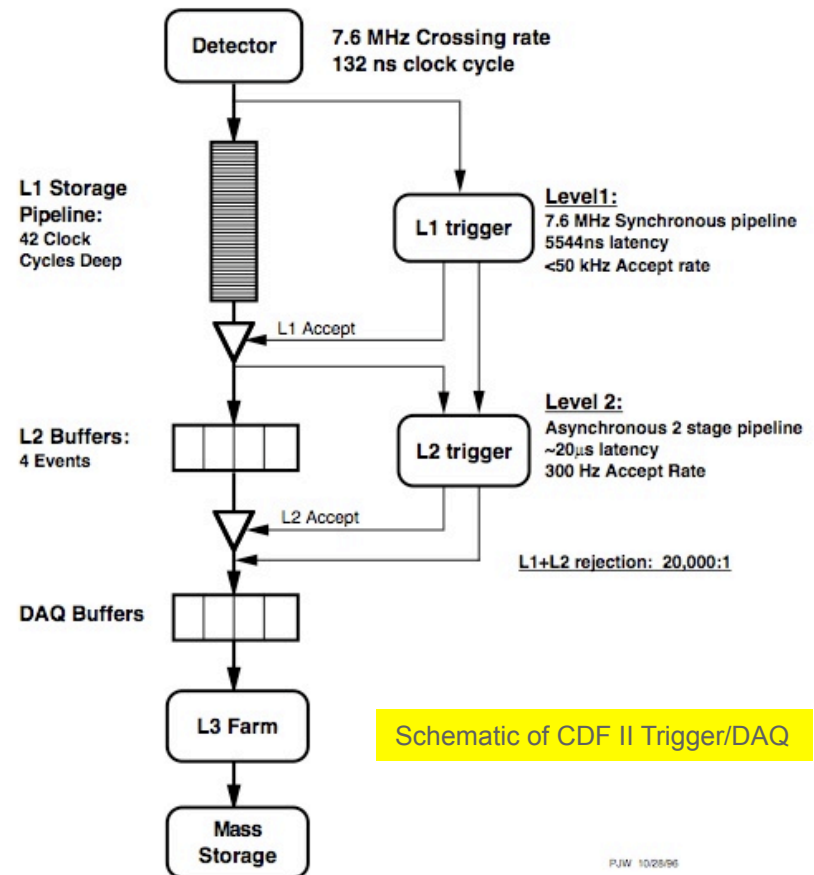 Detector
7.6 MHz Crossing rate
132 ns clock cycle
L1 Storage
Pipeline:
42 Clock
Cycles Deep
L1 trigger
Level1:
7.6 MHz Synchronous pipeline
5544ns latency
<50 kHz Accept rate
L1 Accept
L2 Buffers:
4 Events
L2 trigger
Level 2:
Asynchronous 2 stage pipeline
~20µs latency
300 Hz Accept Rate
L2 Accept
L1+L2 rejection: 20,000:1
DAQ Buffers
L3 Farm
Schematic of CDF II Trigger/DAQ
Mass
Storage
PJW 10/28/96